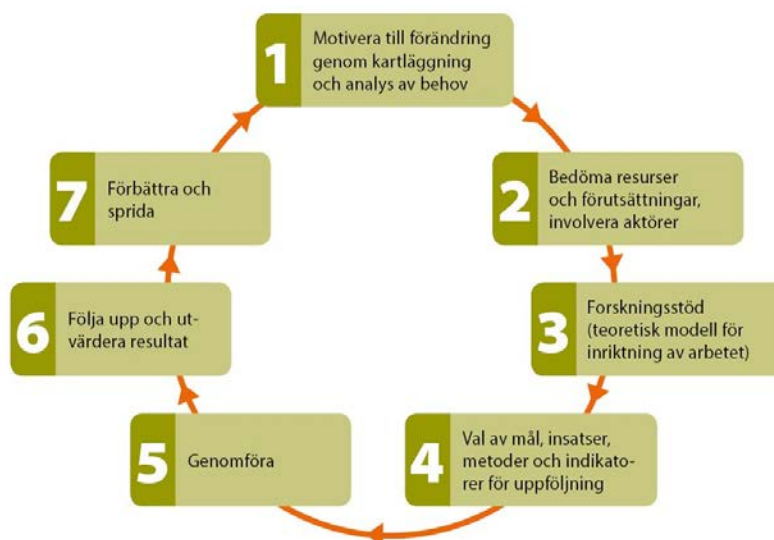 1
Motivera till förändring
genom kartläggning
och analys av behov
2
Bedöma resurser
och förutsättningar,
involvera aktörer
3
Forskningsstöd
(teoretisk modell för
inriktning av arbetet)
4
Val av mål, insatser,
metoder och indikato-
rer för uppföljning
5
Genomföra
6
Följa upp och ut-
värdera resultat
7
Förbättra och
sprida